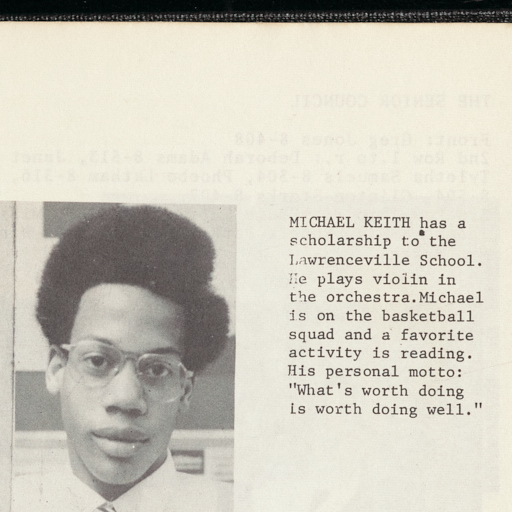 MICHAEL KEITH has a
scholarship to the
Lawrenceville School.
He plays violin in
the orchestra.Michael
is on the basketball
squad and a favorite
activity is reading.
His personal motto:
"What's worth doing
is worth doing well."